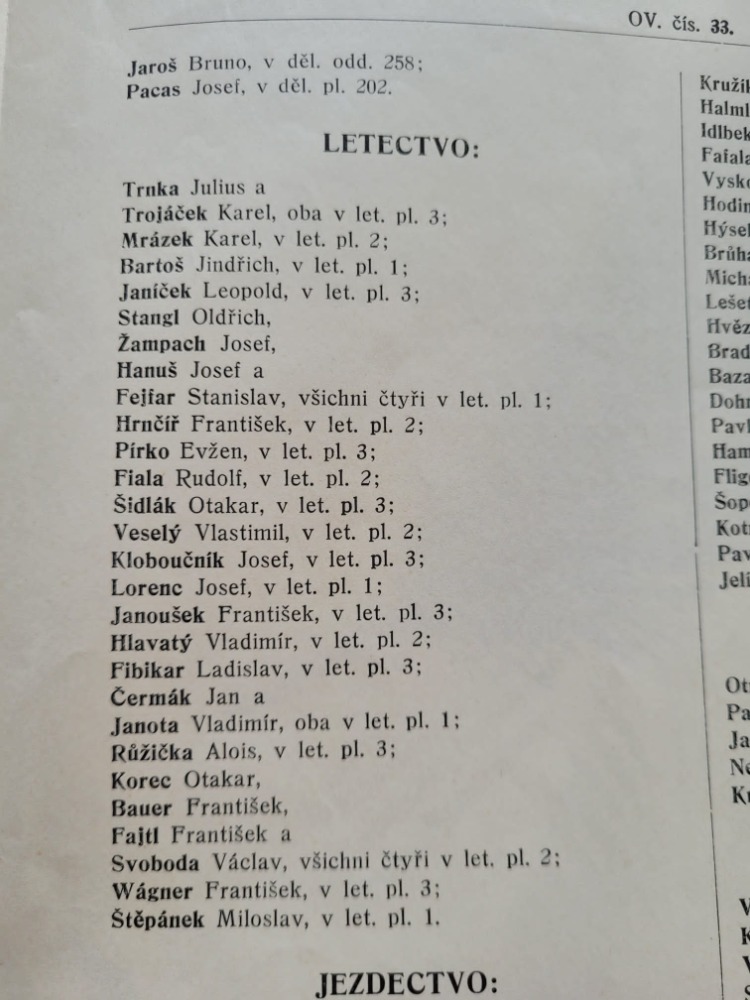 OV. čís. 33.
Jaroš Bruno, v děl. odd. 258;
Pacas Josef, v děl. pl. 202.
LETECTVO:
Trnka Julius a
Trojáček Karel, oba v let. pl. 3;
Mrázek Karel, v let. pl. 2;
Bartoš Jindřich, v let. pl. 1;
Janíček Leopold, v let. pl. 3;
Stangl Oldřich,
Žampach Josef,
Hanuš Josef a
Fejfar Stanislav, všichni čtyři v let. pl. 1;
Hrnčíř František, v let. pl. 2;
Pírko Evžen, v let. pl. 3;
Fiala Rudolf, v let. pl. 2;
Šidlák Otakar, v let. pl. 3;
Veselý Vlastimil, v let. pl. 2;
Kloboučník Josef, v let. pl. 3;
Lorenc Josef, v let. pl. 1;
Janoušek František, v let. pl. 3;
Hlavatý Vladimír, v let. pl. 2;
Fibikar Ladislav, v let. pl. 3;
Čermák Jan a
Janota Vladimír, oba v let. pl. 1;
Růžička Alois, v let. pl. 3;
Korec Otakar,
Bauer František,
Fajtl František a
Svoboda Václav, všichni čtyři v let. pl. 2;
Wágner František, v let. pl. 3;
Štěpánek Miloslav, v let. pl. 1.
JEZDECTVO: